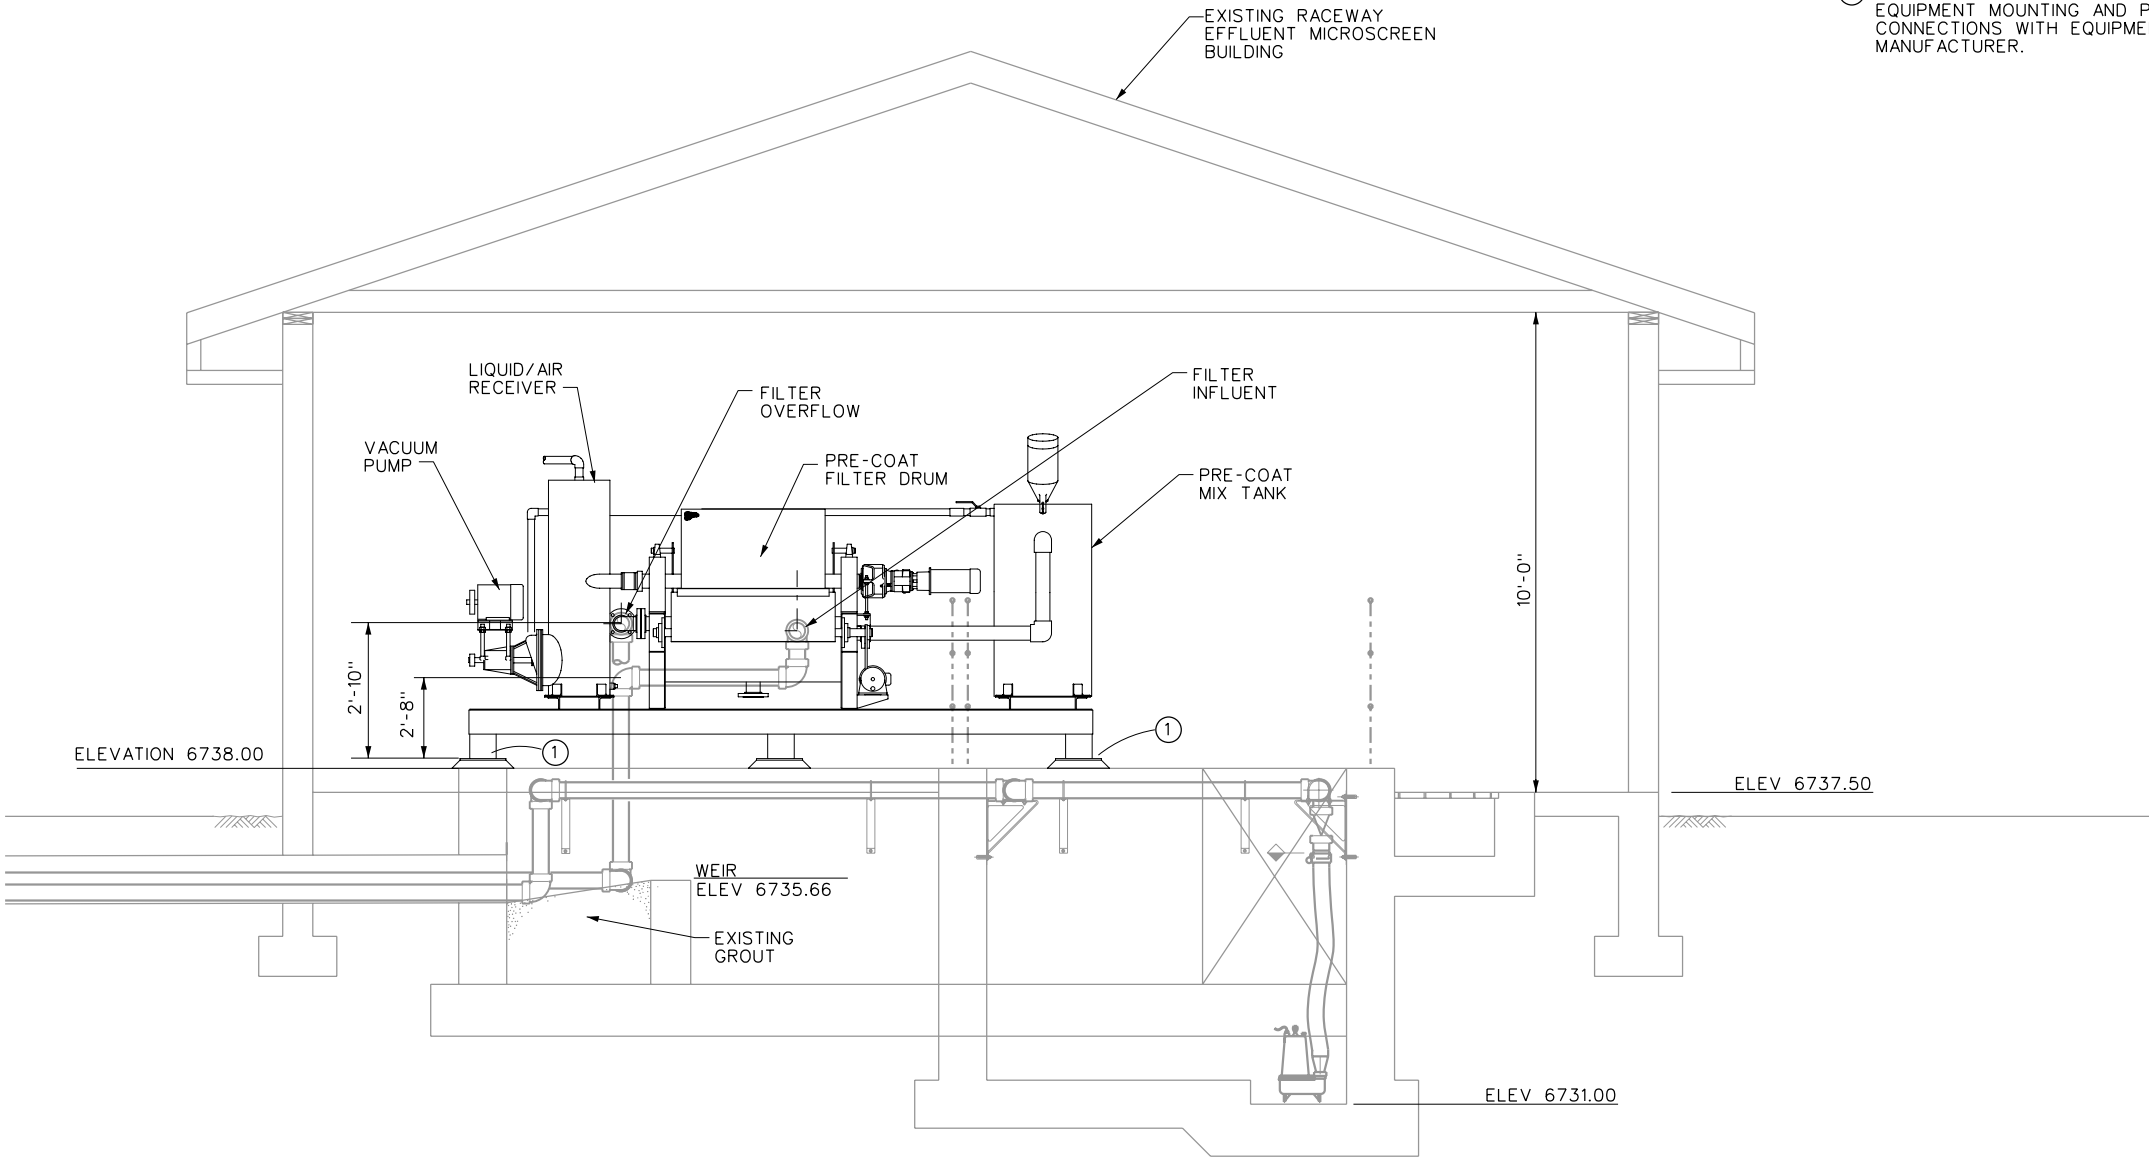 EXISTING RACEWAY
EFFLUENT MICROSCREEN
BUILDING
EQUIPMENT MOUNTING AND P
CONNECTIONS WITH EQUIPME
MANUFACTURER.
LIQUID/AIR
RECEIVER
FILTER
OVERFLOW
FILTER
INFLUENT
VACUUM
PUMP
PRE-COAT
FILTER DRUM
PRE-COAT
MIX TANK
10'-0"
2'-10"
2'-8"
1
1
ELEVATION 6738.00
ELEV 6737.50
WEIR
ELEV 6735.66
EXISTING
GROUT
ELEV 6731.00